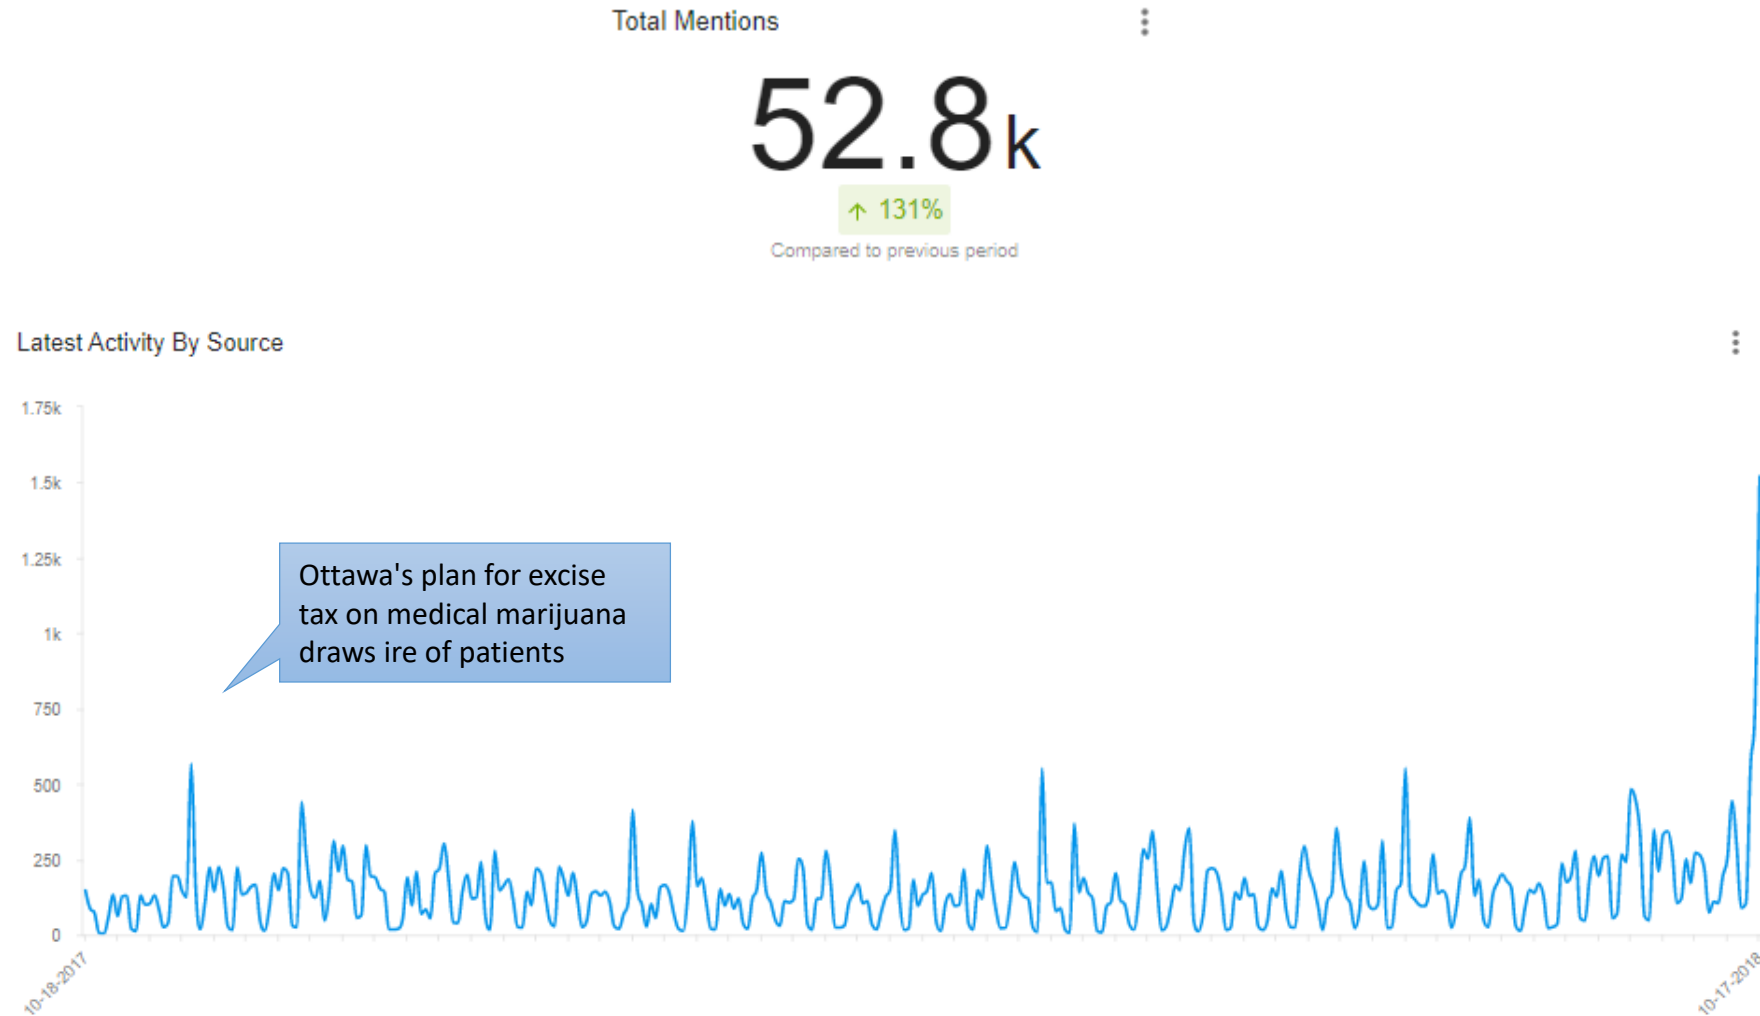 Total Mentions
52.8k
↑ 131%
Compared to previous period
Latest Activity By Source
1.75k
1.5k
1.25k
1k
750
500
250
0
Ottawa's plan for excise
tax on medical marijuana
draws ire of patients
10-18-2017
10-17-2018